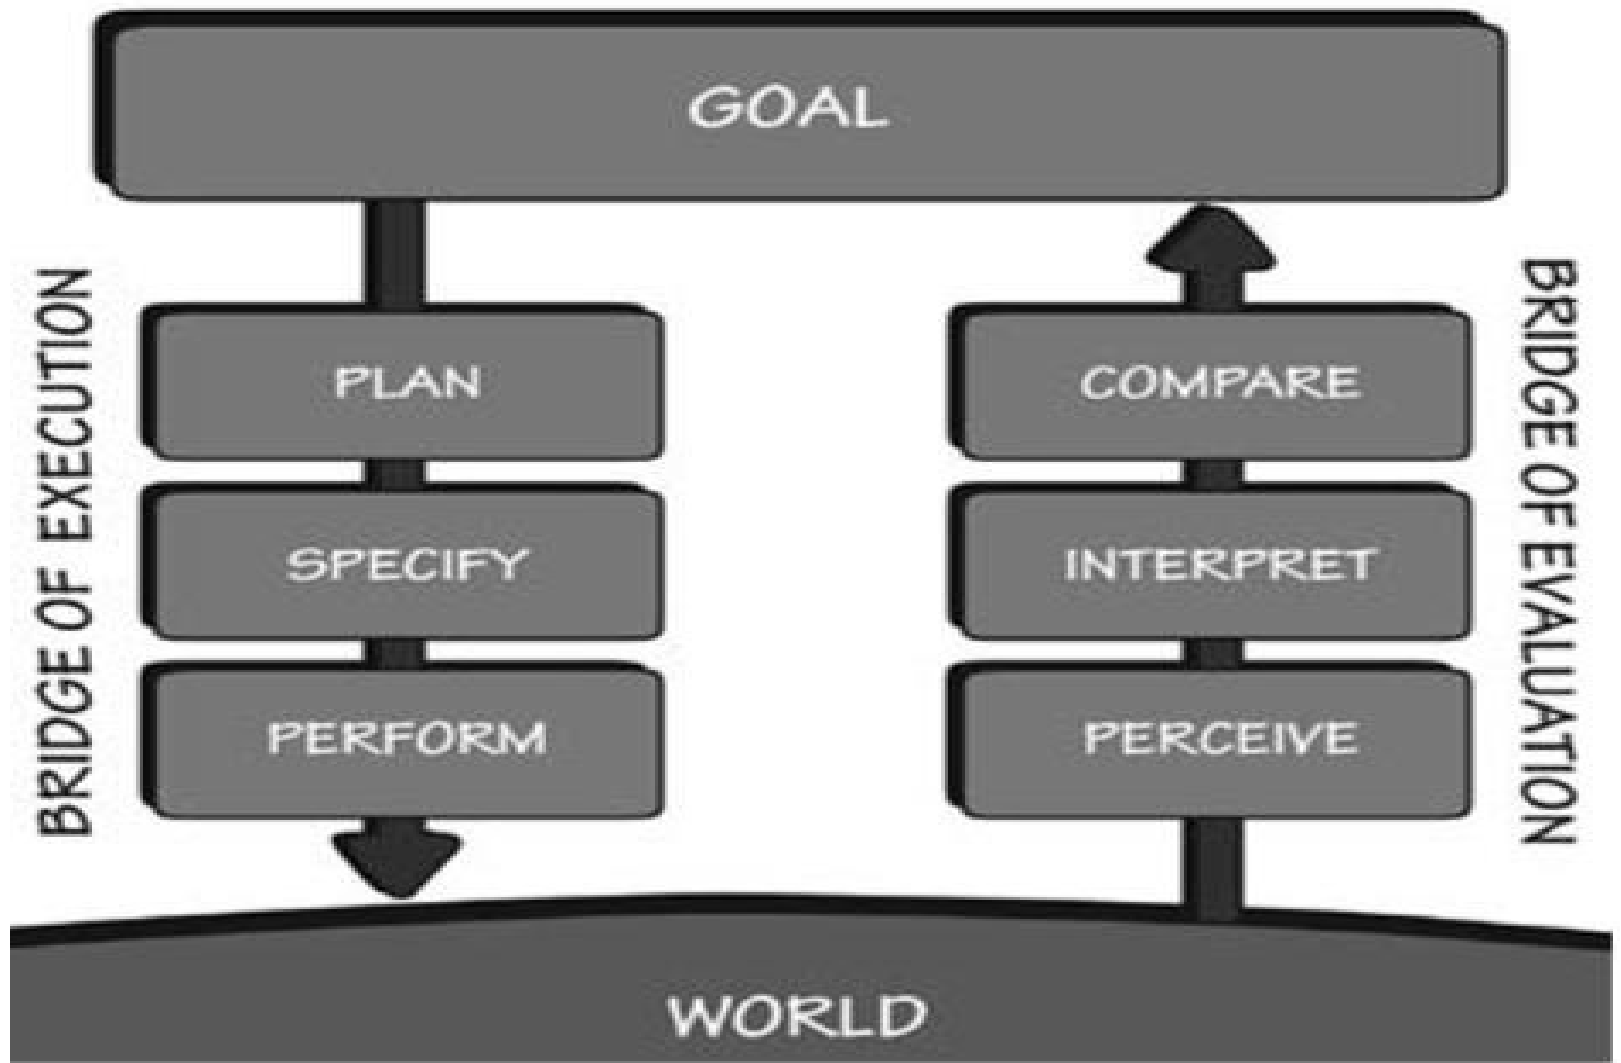 GOAL
BRIDGE OF EXECUTION
PLAN
SPECIFY
PERFORM
COMPARE
INTERPRET
PERCEIVE
BRIDGE OF EVALUATION
WORLD